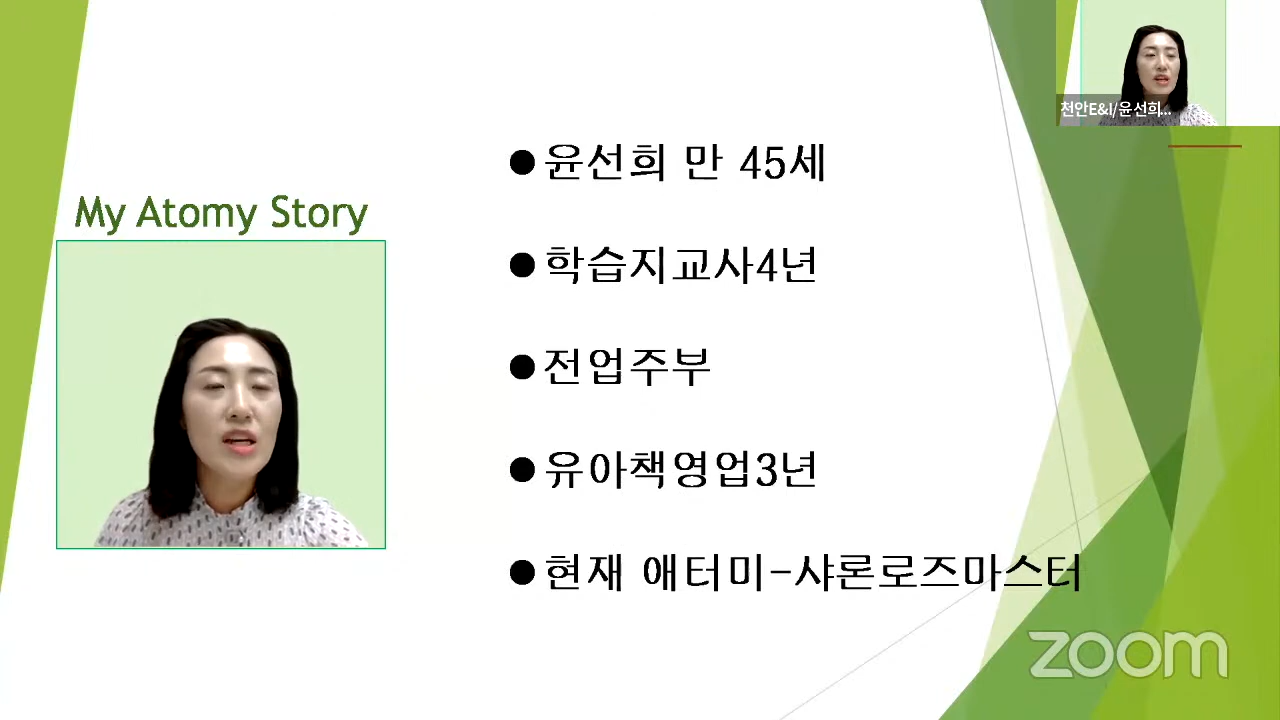 천안E&I/윤선희...
My Atomy Story
●윤선희 만 45세
●학습지교사4년
●전업주부
●유아책영업3년
●현재 애터미-샤론로즈마스터
zoom